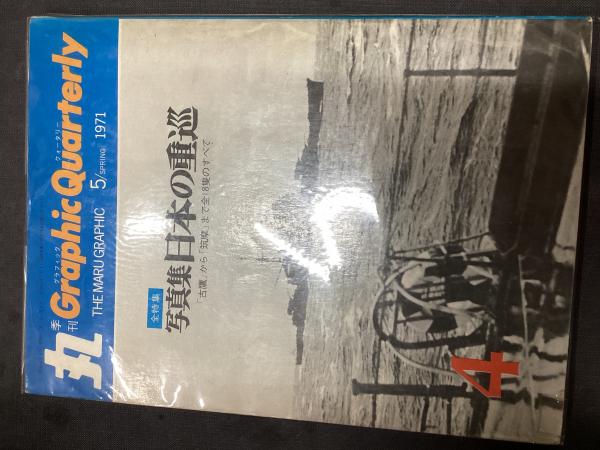 季刊
丸
グラフィック クォータリー
Graphic Quarterly
THE MARU GRAPHIC 5/SPRING 1971
全特集
写真集 日本の重巡
「古鷹」から「筑摩」まで全18隻のすべて
4